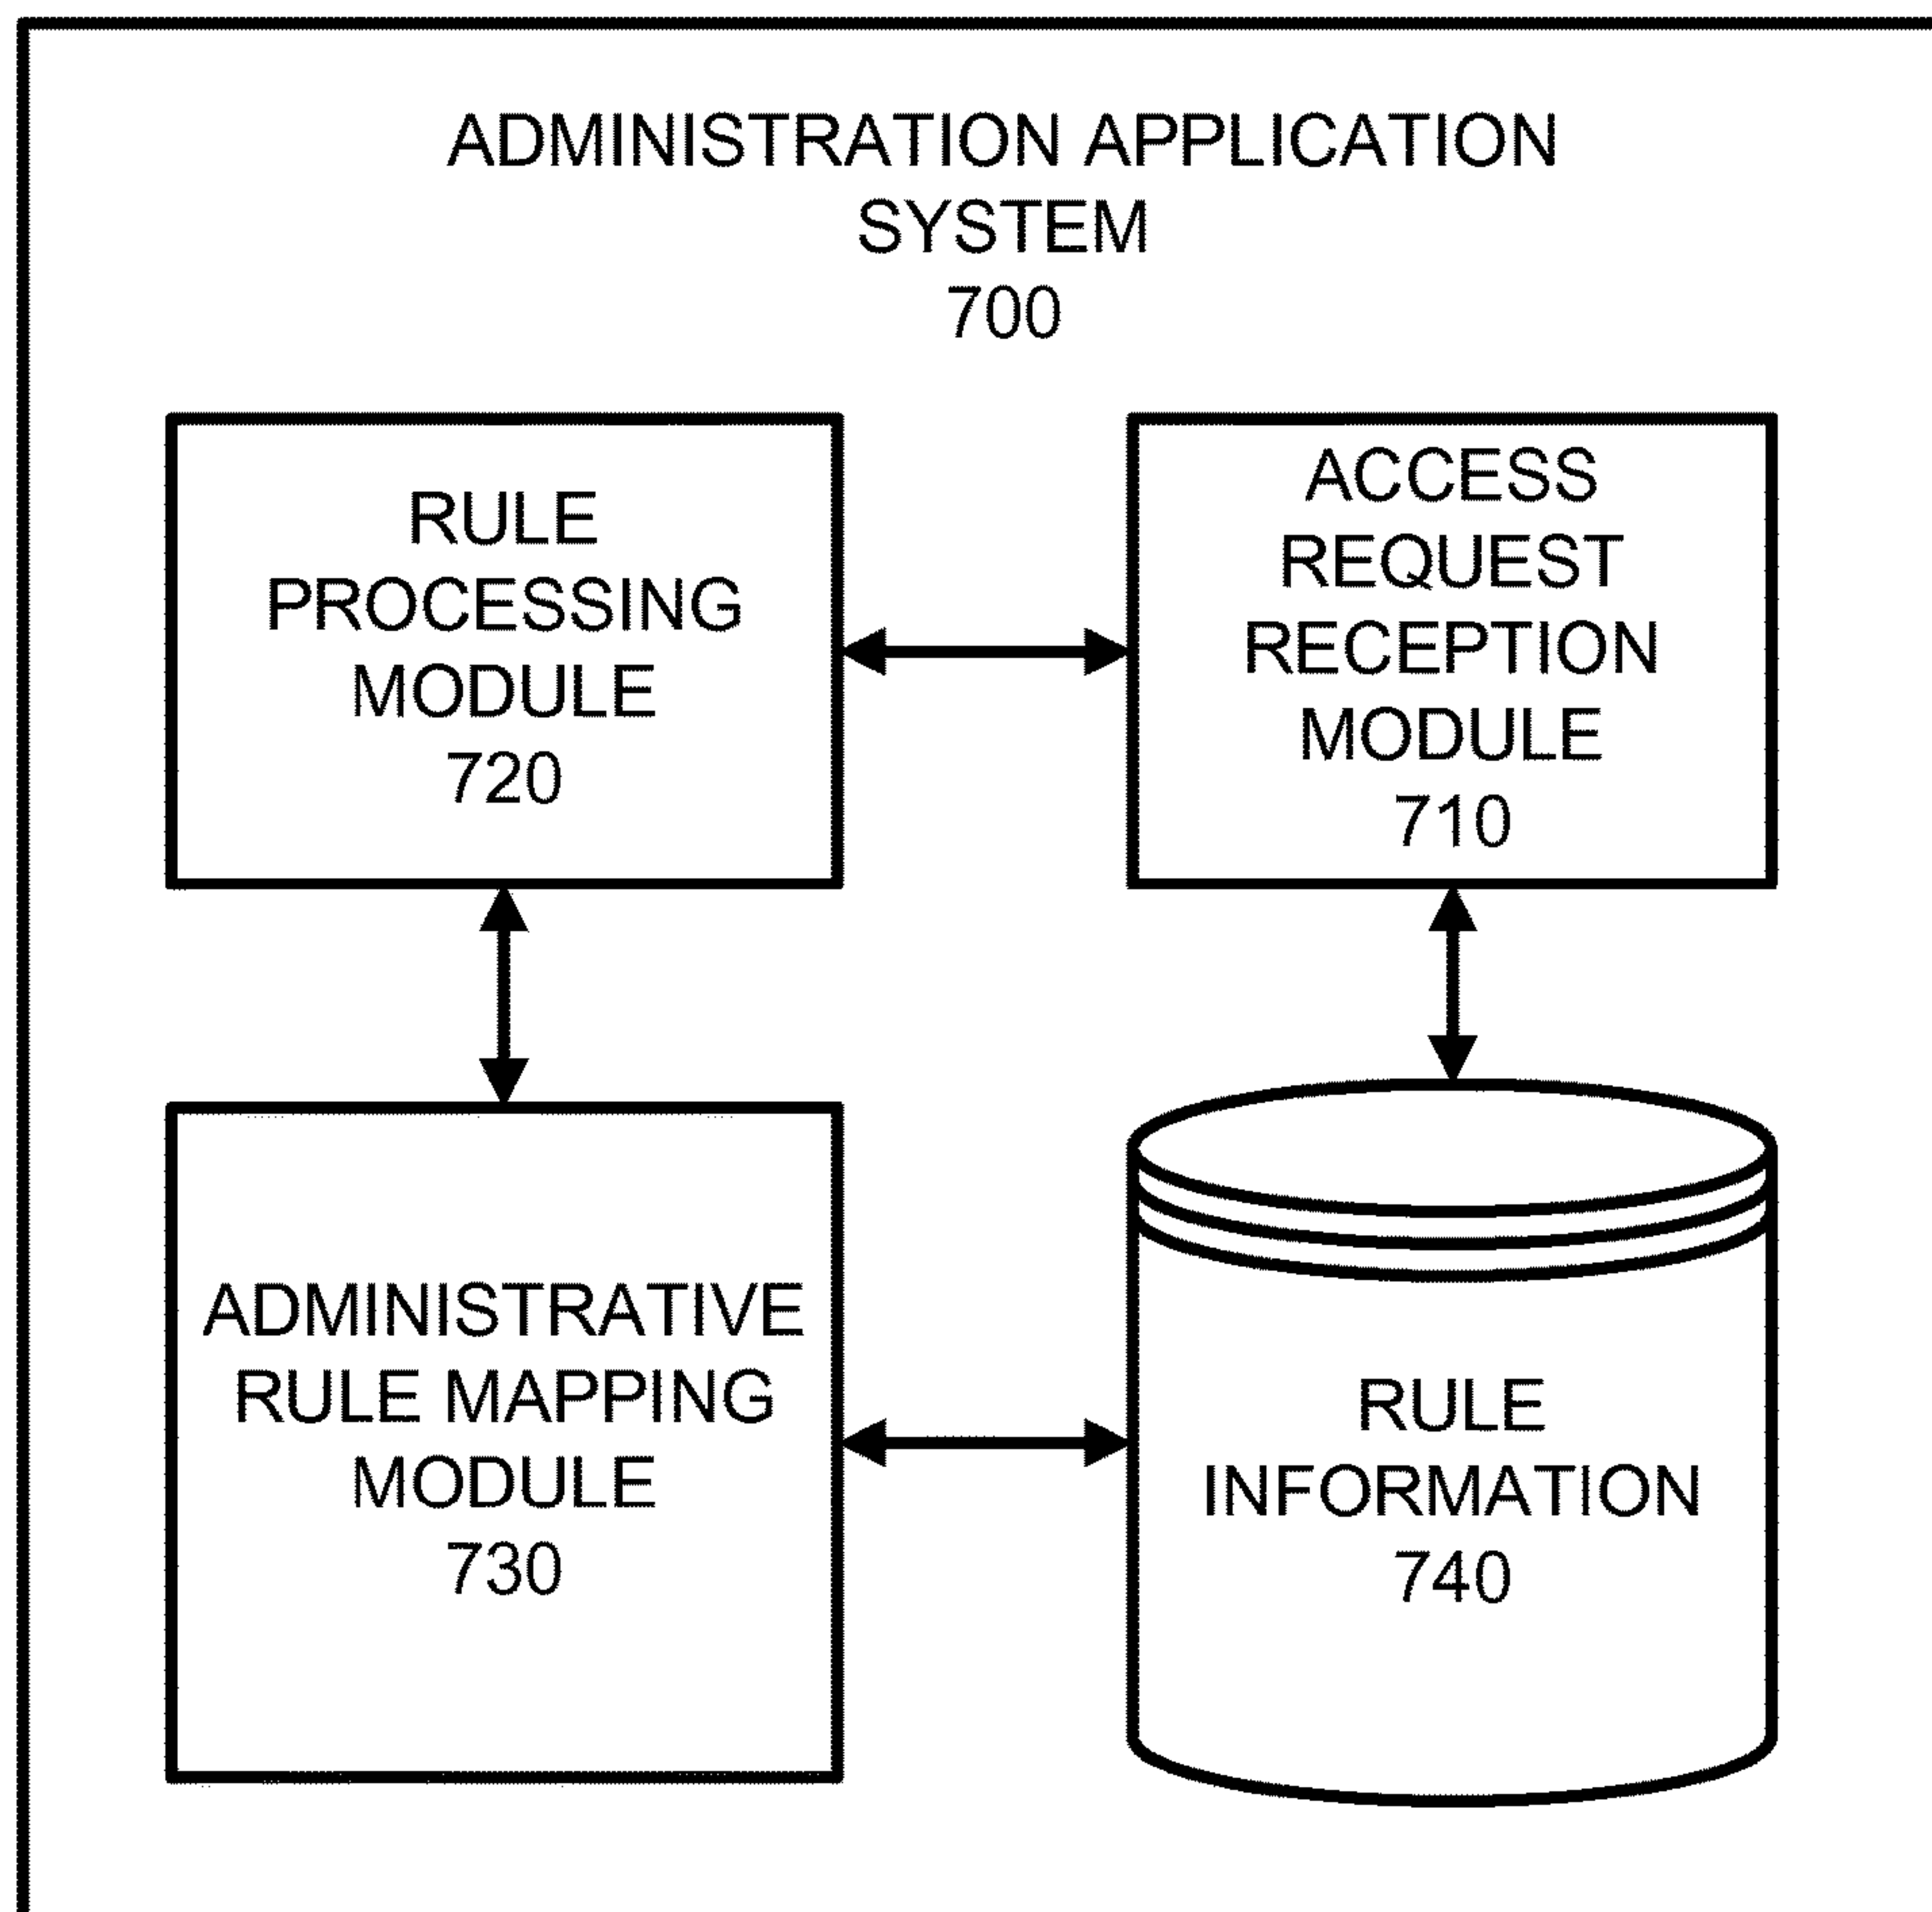 ADMINISTRATION APPLICATION
SYSTEM
700
RULE
PROCESSING
MODULE
720
ACCESS
REQUEST
RECEPTION
MODULE
710
ADMINISTRATIVE
RULE MAPPING
MODULE
730
RULE
INFORMATION
740